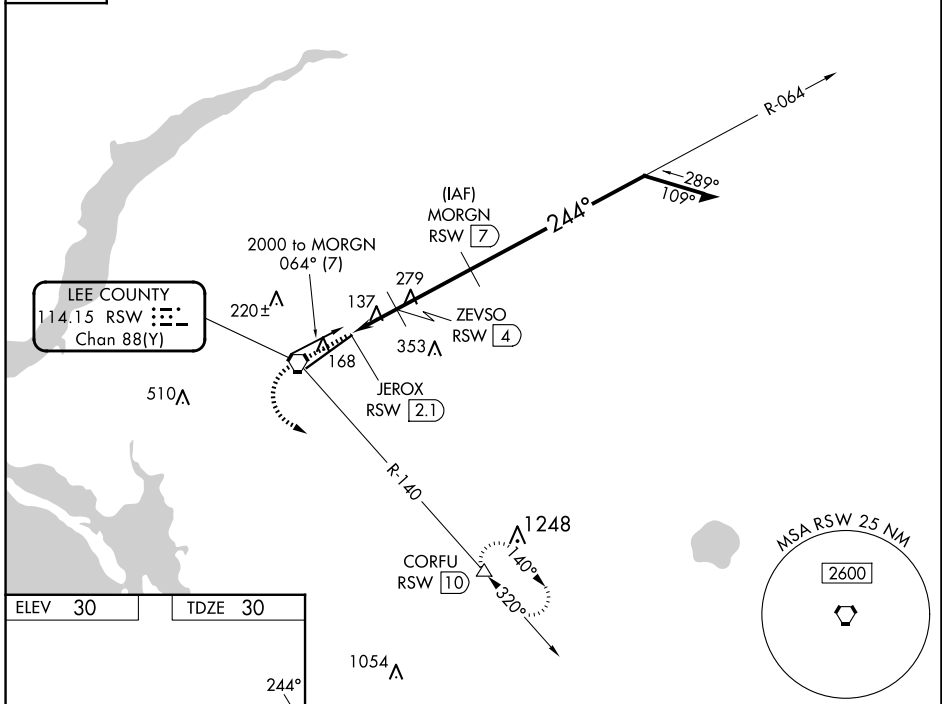 R-064
289°
109°
(IAF)
MORGN
RSW 7
244°
2000 to MORGN
064° (7)
LEE COUNTY
114.15 RSW
Chan 88(Y)
220±
137
279
ZEVSO
RSW 4
353
168
JEROX
RSW 2.1
510
R-140
1248
140°
CORFU
RSW 10
320°
MSA RSW 25 NM
2600
ELEV 30
TDZE 30
1054
244°